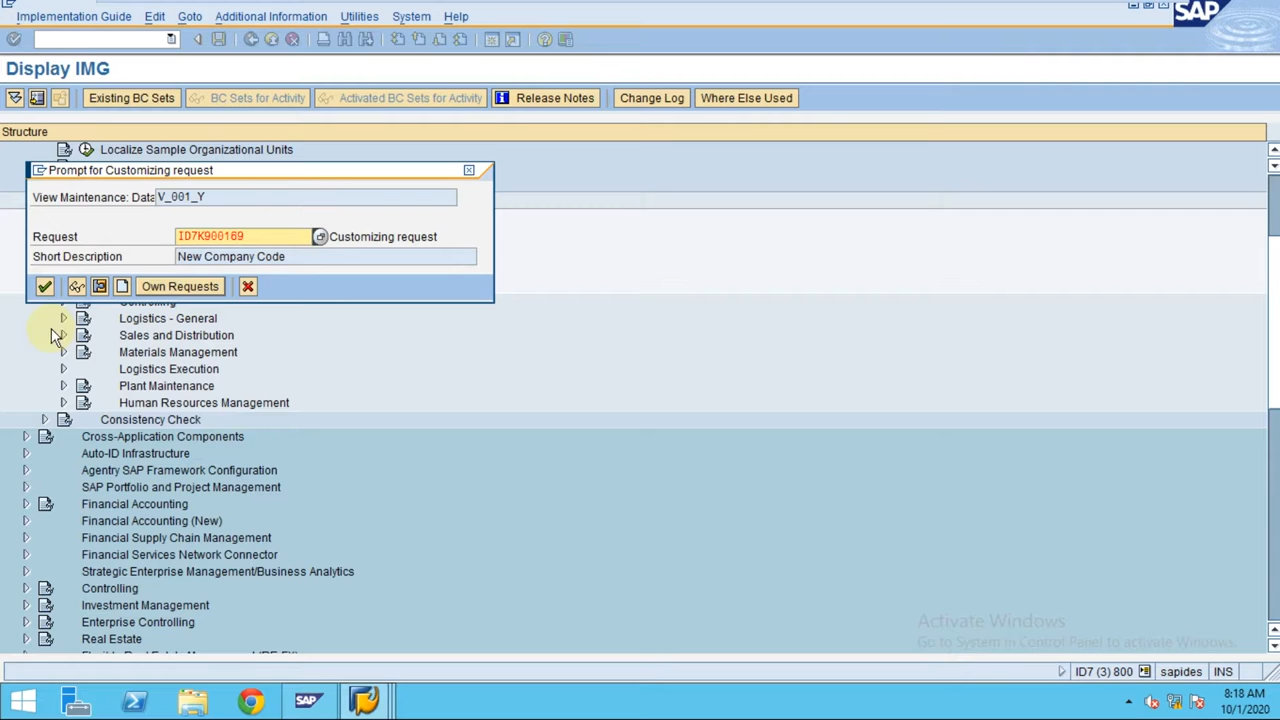 Implementation Guide Edit Goto Additional Information Utilities System Help
SAP
Display IMG
Existing BC Sets BC Sets for Activity Activated BC Sets for Activity Release Notes Change Log Where Else Used
Structure
Localize Sample Organizational Units
Prompt for Customizing request
View Maintenance: Data V_001_Y
Request ID7K900169 Customizing request
Short Description New Company Code
Own Requests
Controlling
Logistics - General
Sales and Distribution
Materials Management
Logistics Execution
Plant Maintenance
Human Resources Management
Consistency Check
Cross-Application Components
Auto-ID Infrastructure
Agentry SAP Framework Configuration
SAP Portfolio and Project Management
Financial Accounting
Financial Accounting (New)
Financial Supply Chain Management
Financial Services Network Connector
Strategic Enterprise Management/Business Analytics
Controlling
Investment Management
Enterprise Controlling
Real Estate
Activate Windows
Go to System in Control Panel to activate Windows.
ID7 (3) 800 sapides INS
SAP
8:18 AM
10/1/2020